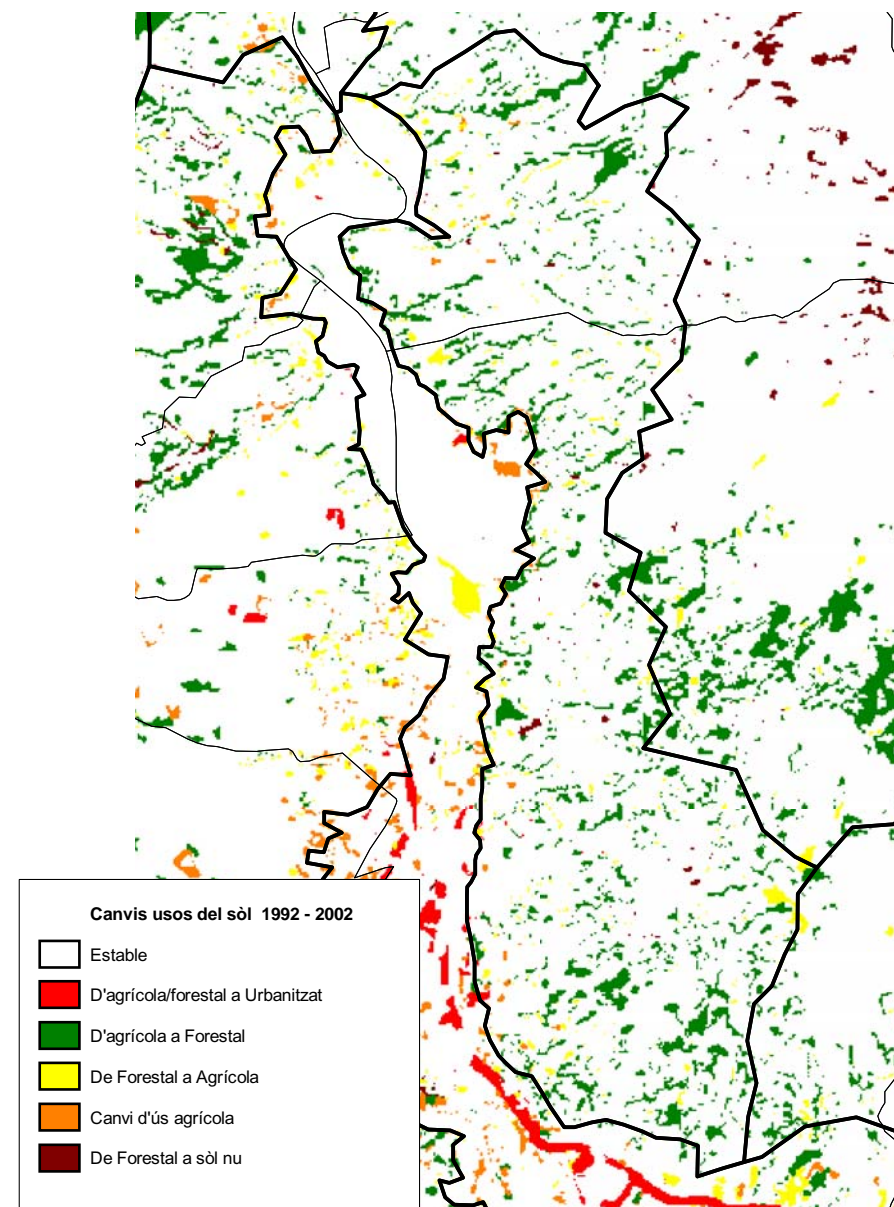 Canvis usos del sòl 1992 - 2002
Estable
D'agrícola/forestal a Urbanitzat
D'agrícola a Forestal
De Forestal a Agrícola
Canvi d'ús agrícola
De Forestal a sòl nu